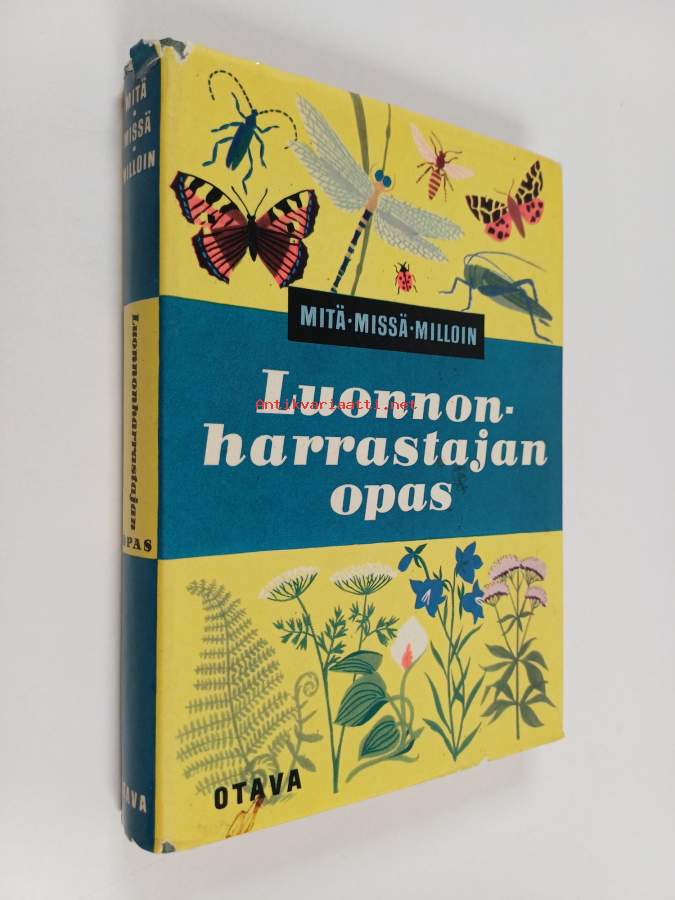 MITÄ
MISSÄ
MILLOIN
Luonnonharrastajan
OPAS
OTAVA
MITÄ·MISSÄ·MILLOIN
Luonnon-
harrastajan
opas
Antikvariaatti.net
OTAVA